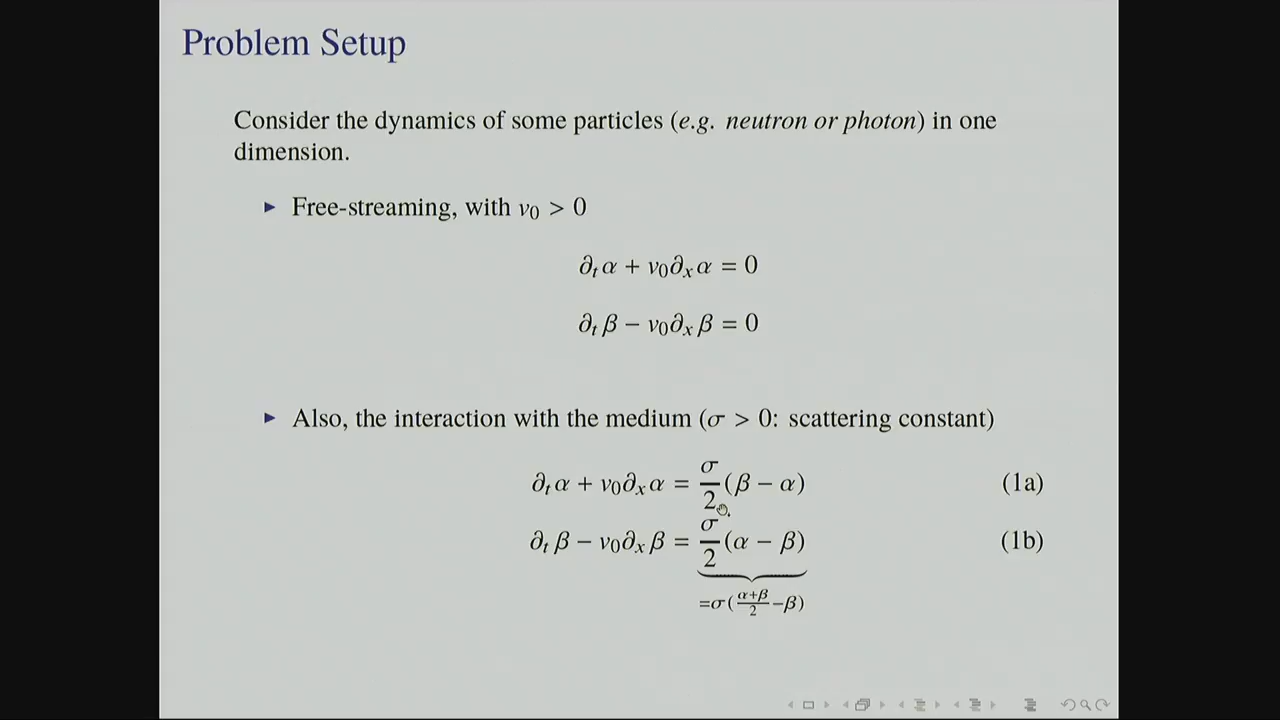 Problem Setup
Consider the dynamics of some particles (e.g. neutron or photon) in one
dimension.
► Free-streaming, with v₀ > 0
∂ₜα + v₀∂ₓα = 0
∂ₜβ − v₀∂ₓβ = 0
► Also, the interaction with the medium (σ > 0: scattering constant)
∂ₜα + v₀∂ₓα = σ/2 (β − α) (1a)
∂ₜβ − v₀∂ₓβ = σ/2 (α − β) (1b)
=σ(α+β/2 −β)